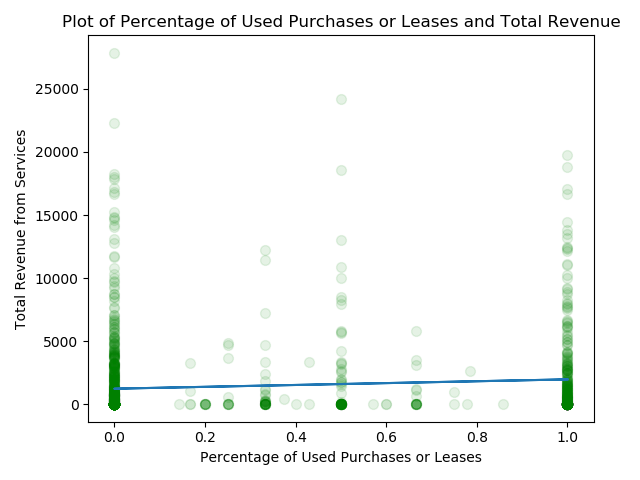 Plot of Percentage of Used Purchases or Leases and Total Revenue
25000
20000
15000
10000
5000
0
Total Revenue from Services
0.0 0.2 0.4 0.6 0.8 1.0
Percentage of Used Purchases or Leases